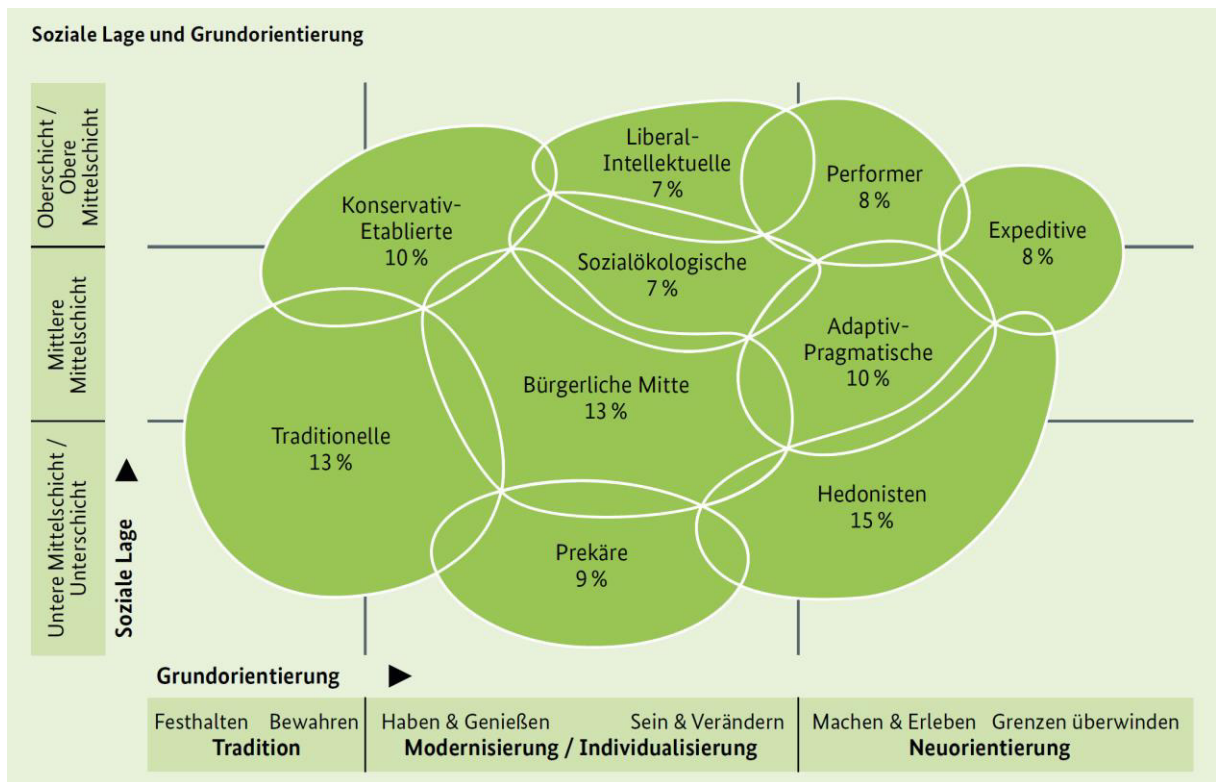 Soziale Lage und Grundorientierung
Oberschicht /
Obere
Mittelschicht
Mittlere
Mittelschicht
Untere Mittelschicht /
Unterschicht
Soziale Lage
Konservativ-
Etablierte
10 %
Liberal-
Intellektuelle
7 %
Performer
8 %
Expeditive
8 %
Sozialökologische
7 %
Adaptiv-
Pragmatische
10 %
Bürgerliche Mitte
13 %
Traditionelle
13 %
Hedonisten
15 %
Prekäre
9 %
Grundorientierung
Festhalten Bewahren
Tradition
Haben & Genießen Sein & Verändern
Modernisierung / Individualisierung
Machen & Erleben Grenzen überwinden
Neuorientierung